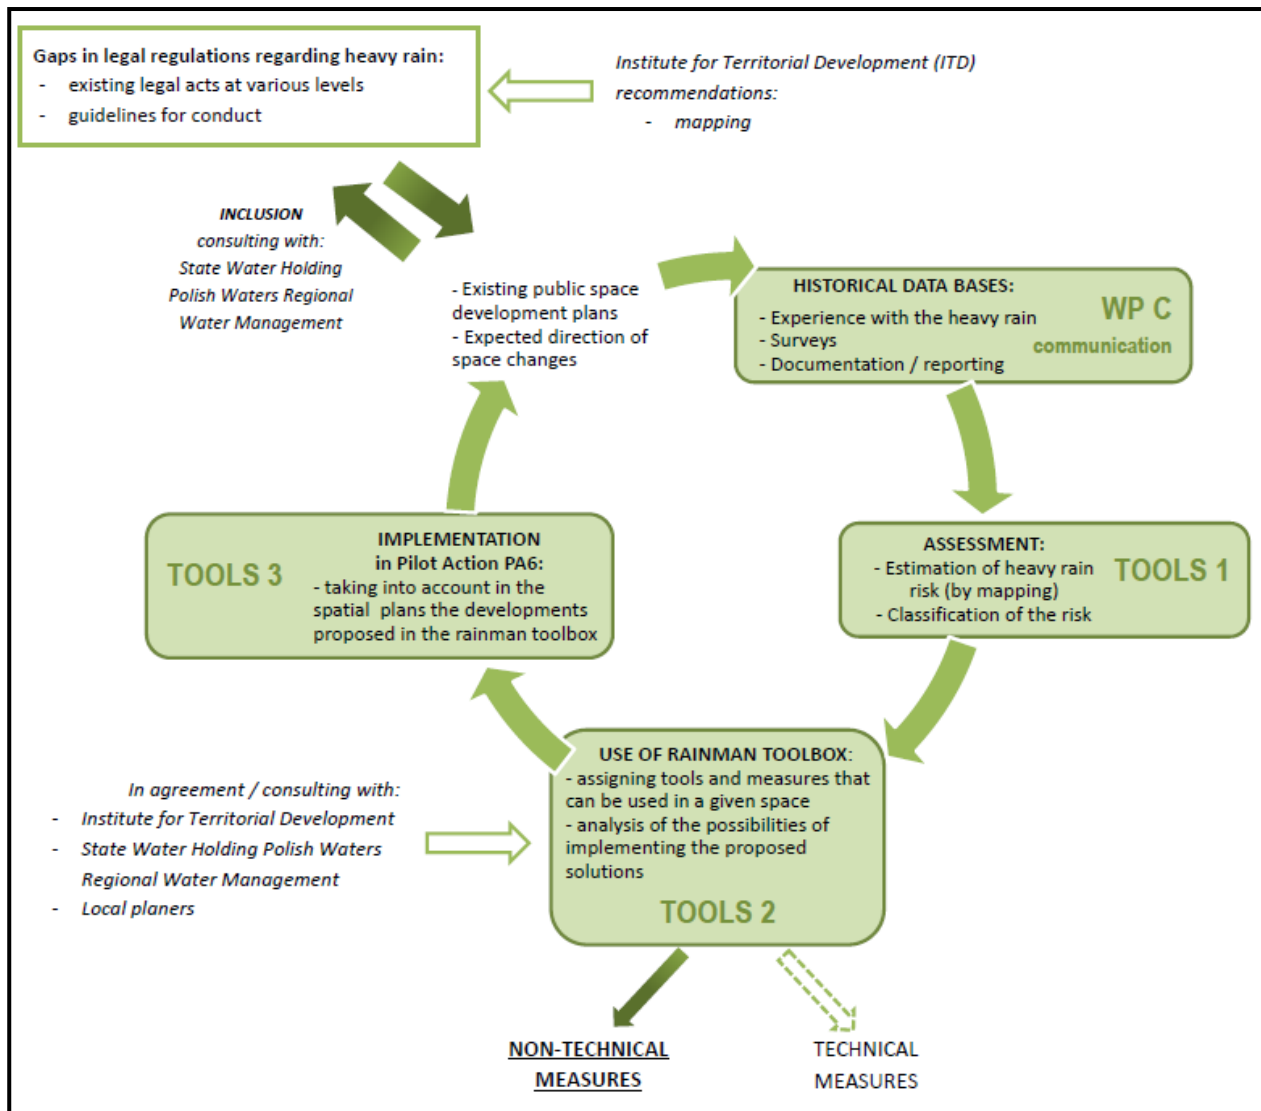 Gaps in legal regulations regarding heavy rain:
- existing legal acts at various levels
- guidelines for conduct
Institute for Territorial Development (ITD)
recommendations:
- mapping
INCLUSION
consulting with:
State Water Holding
Polish Waters Regional
Water Management
- Existing public space
development plans
- Expected direction of
space changes
HISTORICAL DATA BASES:
- Experience with the heavy rain
- Surveys
- Documentation / reporting
WP C
communication
ASSESSMENT:
- Estimation of heavy rain
risk (by mapping)
- Classification of the risk
TOOLS 1
TOOLS 3
IMPLEMENTATION
in Pilot Action PA6:
- taking into account in the
spatial plans the developments
proposed in the rainman toolbox
USE OF RAINMAN TOOLBOX:
- assigning tools and measures that
can be used in a given space
- analysis of the possibilities of
implementing the proposed
solutions
TOOLS 2
In agreement / consulting with:
- Institute for Territorial Development
- State Water Holding Polish Waters
Regional Water Management
- Local planers
NON-TECHNICAL
MEASURES
TECHNICAL
MEASURES